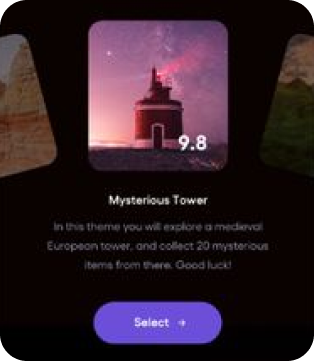 9.8
Mysterious Tower
In this theme you will explore a medieval
European tower, and collect 20 mysterious
items from there. Good luck!
Select →